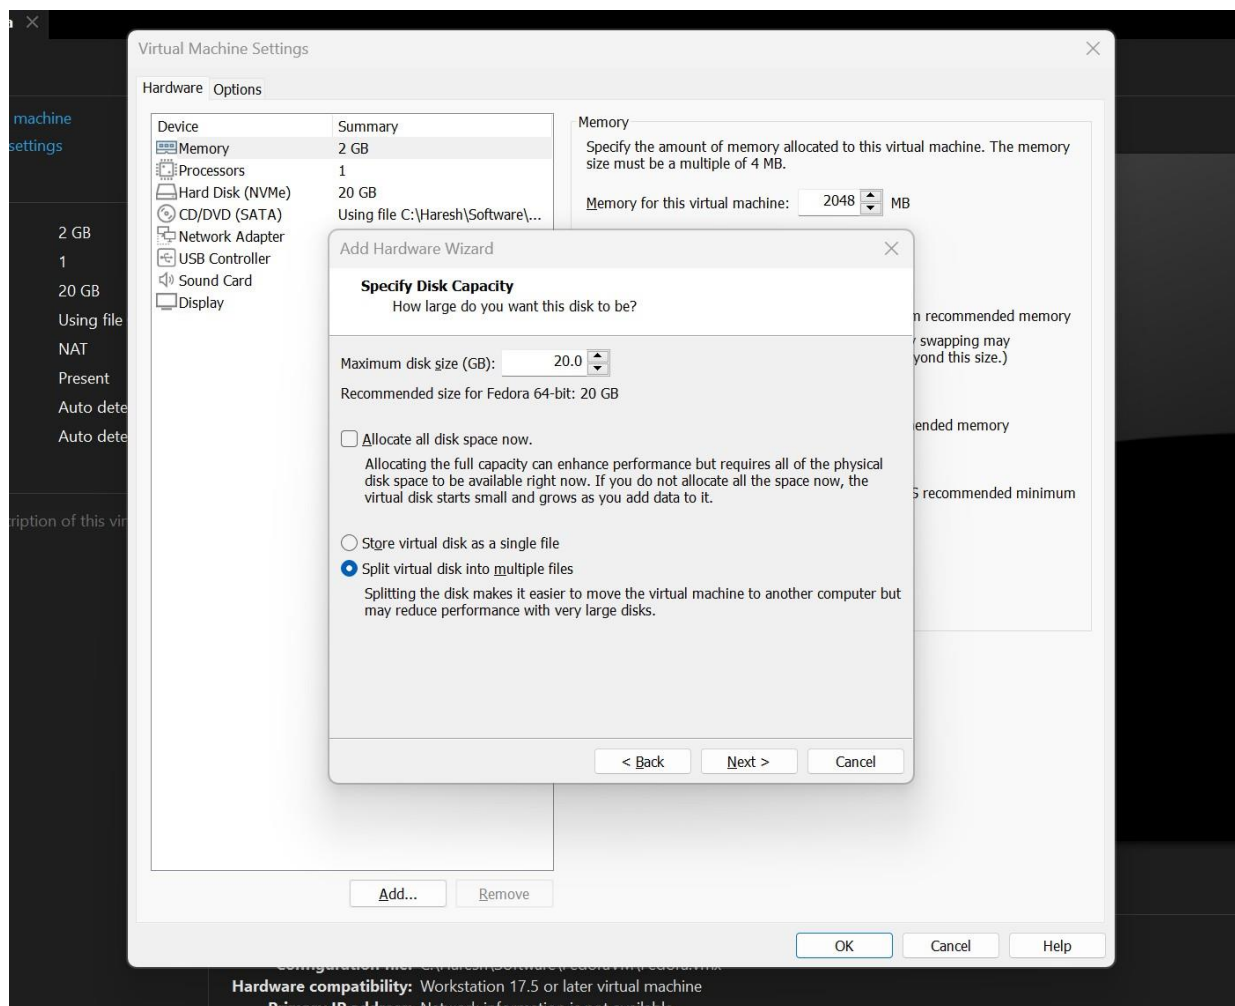 Virtual Machine Settings
Hardware Options
machine
settings
2 GB
1
20 GB
Using file
NAT
Present
Auto dete
Auto dete
ription of this vir
Device Summary
Memory 2 GB
Processors 1
Hard Disk (NVMe) 20 GB
CD/DVD (SATA) Using file C:\Haresh\Software\...
Network Adapter
USB Controller
Sound Card
Display
Memory
Specify the amount of memory allocated to this virtual machine. The memory
size must be a multiple of 4 MB.
Memory for this virtual machine: 2048 MB
recommended memory
swapping may
yond this size.)
ended memory
recommended minimum
Add Hardware Wizard
Specify Disk Capacity
How large do you want this disk to be?
Maximum disk size (GB): 20.0
Recommended size for Fedora 64-bit: 20 GB
Allocate all disk space now.
Allocating the full capacity can enhance performance but requires all of the physical
disk space to be available right now. If you do not allocate all the space now, the
virtual disk starts small and grows as you add data to it.
Store virtual disk as a single file
Split virtual disk into multiple files
Splitting the disk makes it easier to move the virtual machine to another computer but
may reduce performance with very large disks.
< Back Next > Cancel
Add... Remove
OK Cancel Help
Hardware compatibility: Workstation 17.5 or later virtual machine